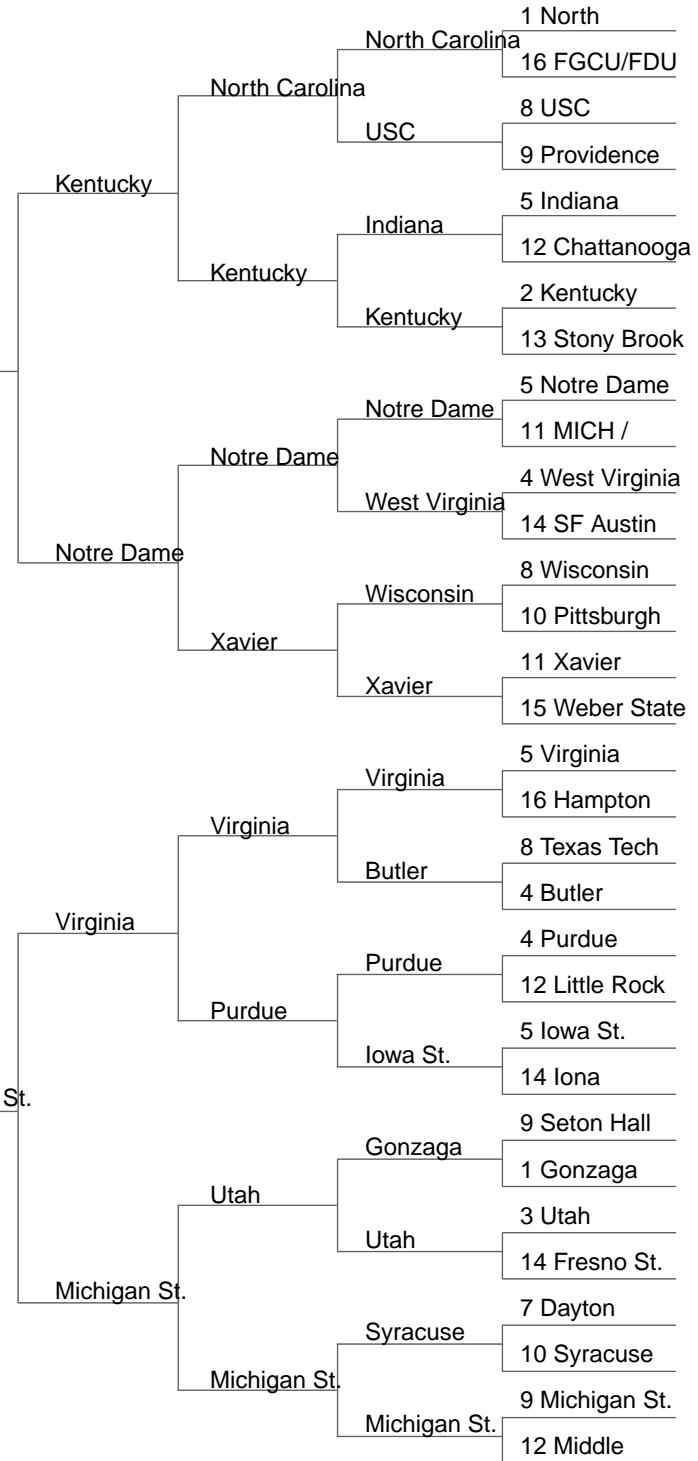 1 North
North Carolina
16 FGCU/FDU
North Carolina
8 USC
USC
9 Providence
Kentucky
5 Indiana
Indiana
12 Chattanooga
Kentucky
2 Kentucky
Kentucky
13 Stony Brook
5 Notre Dame
Notre Dame
11 MICH /
Notre Dame
4 West Virginia
West Virginia
14 SF Austin
Notre Dame
8 Wisconsin
Wisconsin
10 Pittsburgh
Xavier
11 Xavier
Xavier
15 Weber State
5 Virginia
Virginia
16 Hampton
Virginia
8 Texas Tech
Butler
4 Butler
Virginia
4 Purdue
Purdue
12 Little Rock
Purdue
5 Iowa St.
Iowa St.
14 Iona
St.
9 Seton Hall
Gonzaga
1 Gonzaga
Utah
3 Utah
Utah
14 Fresno St.
Michigan St.
7 Dayton
Syracuse
10 Syracuse
Michigan St.
9 Michigan St.
Michigan St.
12 Middle